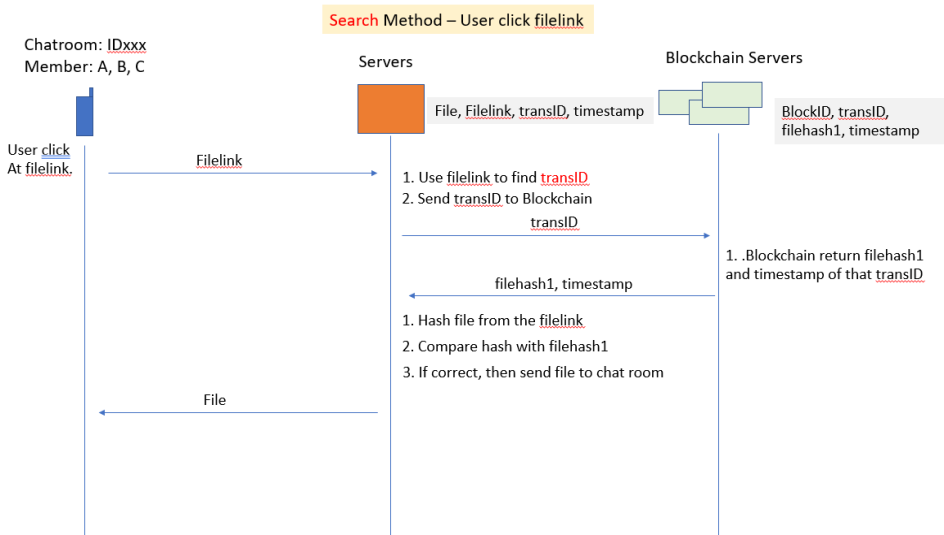 Search Method – User click filelink
Chatroom: IDxxx
Member: A, B, C
Servers
Blockchain Servers
File, Filelink, transID, timestamp
BlockID, transID,
filehash1, timestamp
User click
At filelink.
Filelink
1. Use filelink to find transID
2. Send transID to Blockchain
transID
1. .Blockchain return filehash1
and timestamp of that transID
filehash1, timestamp
1. Hash file from the filelink
2. Compare hash with filehash1
3. If correct, then send file to chat room
File